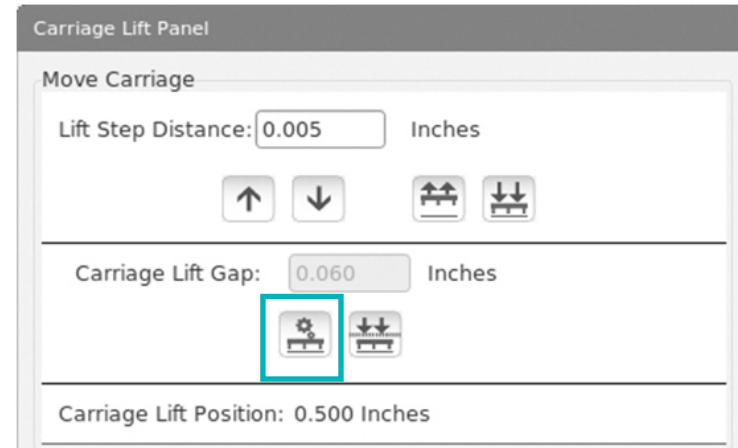 Carriage Lift Panel
Move Carriage
Lift Step Distance: 0.005 Inches
Carriage Lift Gap: 0.060 Inches
Carriage Lift Position: 0.500 Inches